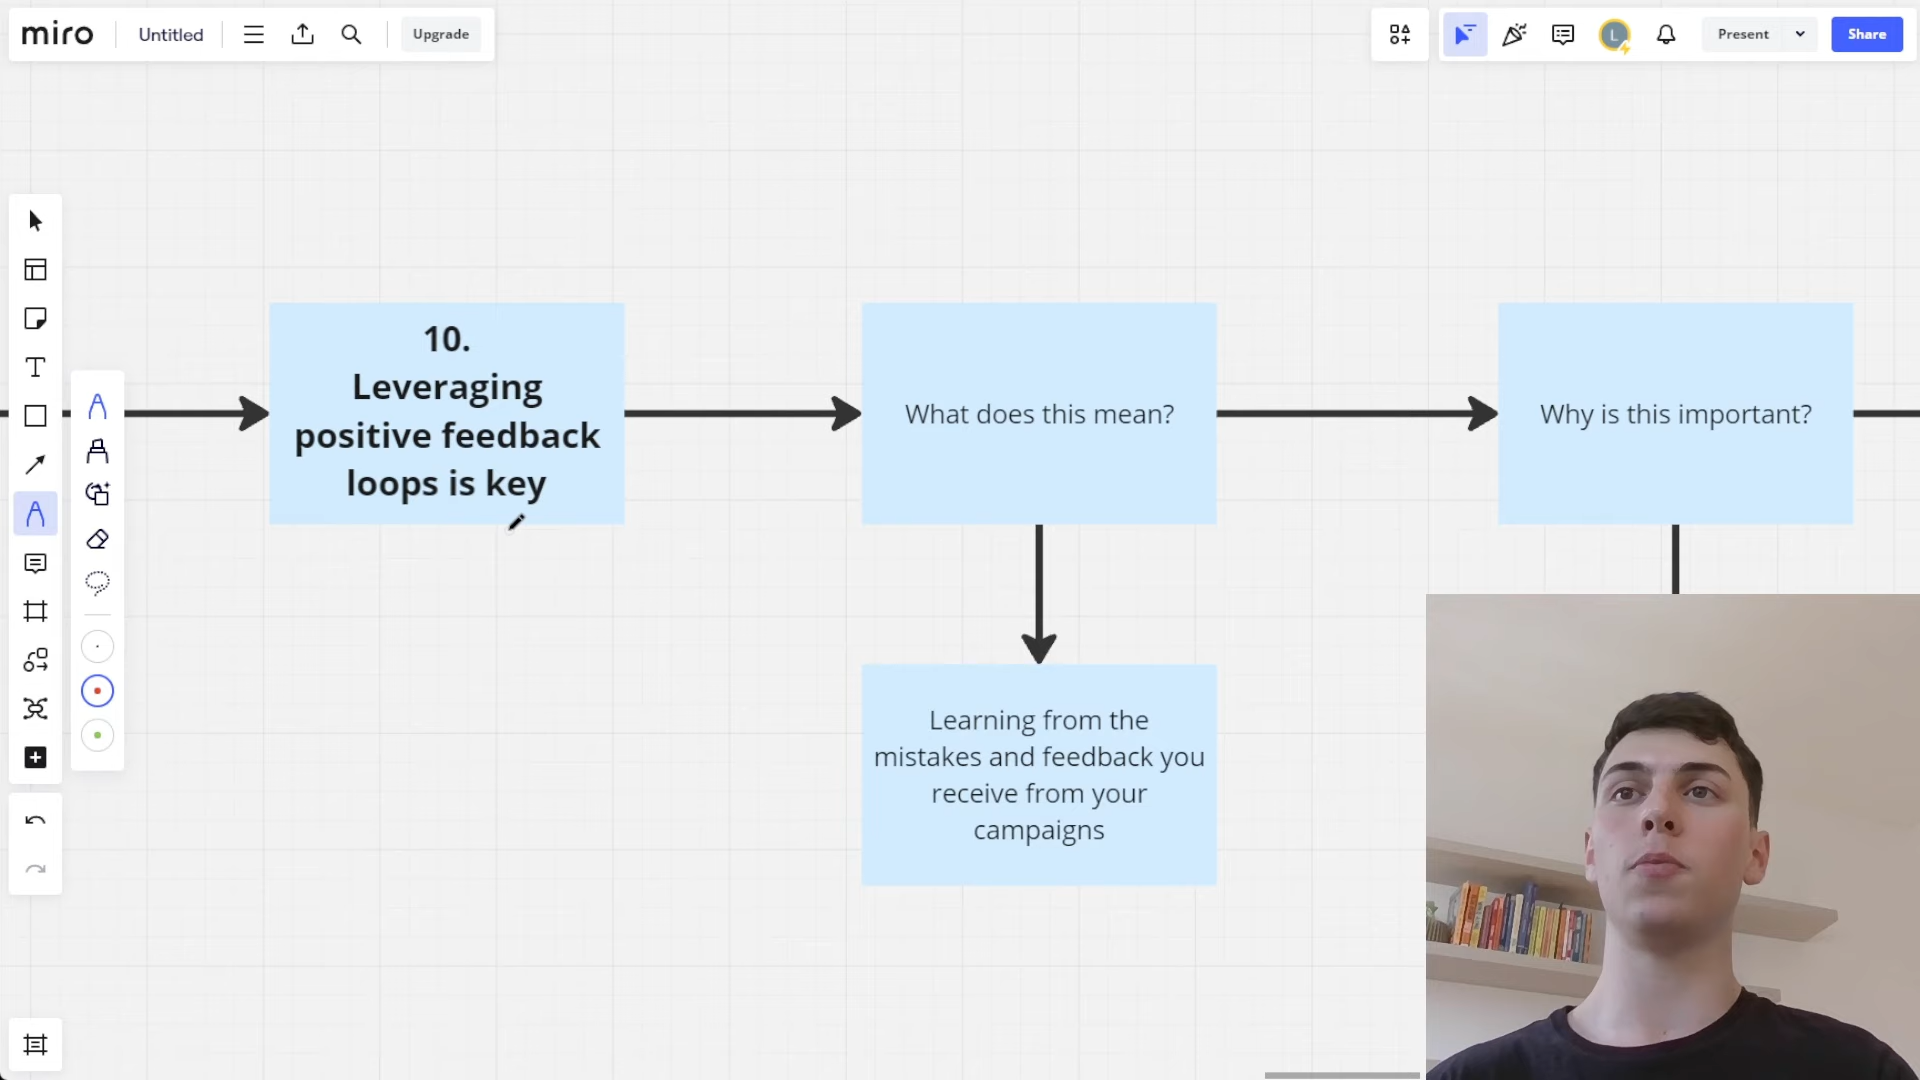 miro
Untitled
Upgrade
L
Present
Share
10.
Leveraging
positive feedback
loops is key
What does this mean?
Why is this important?
Learning from the
mistakes and feedback you
receive from your
campaigns